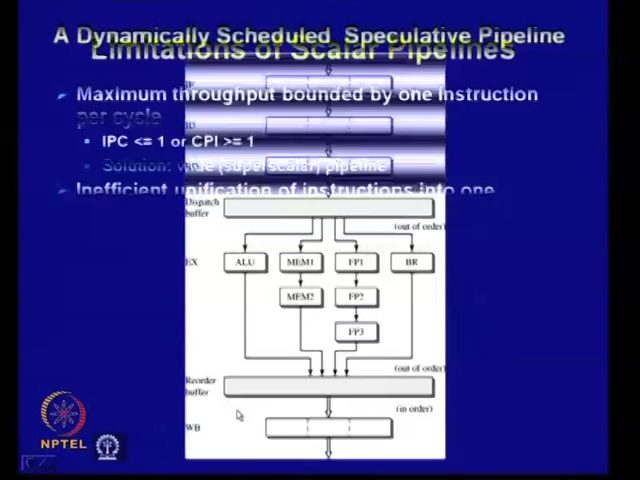 A Dynamically Scheduled Speculative Pipeline
Limitations of Scalar Pipelines
Maximum throughput bounded by one instruction
per cycle
IPC <= 1 or CPI >= 1
Solution: wide (superscalar) pipeline
Inefficient unification of instructions into one
Dispatch
buffer
(out of order)
EX
ALU
MEM1
FP1
BR
MEM2
FP2
FP3
(out of order)
Reorder
buffer
(in order)
WB
NPTEL